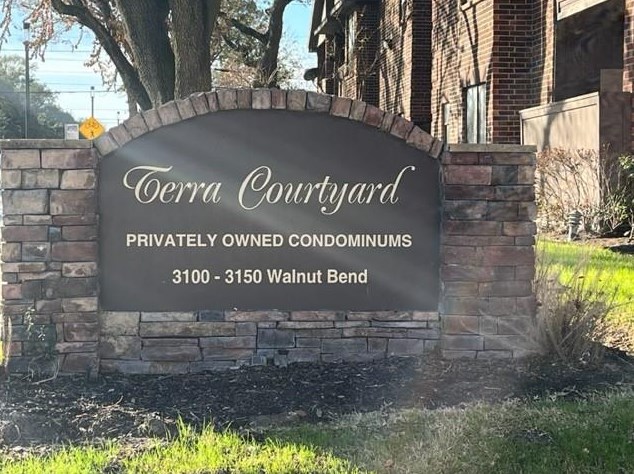 Terra Courtyard
PRIVATELY OWNED CONDOMINUMS
3100 - 3150 Walnut Bend